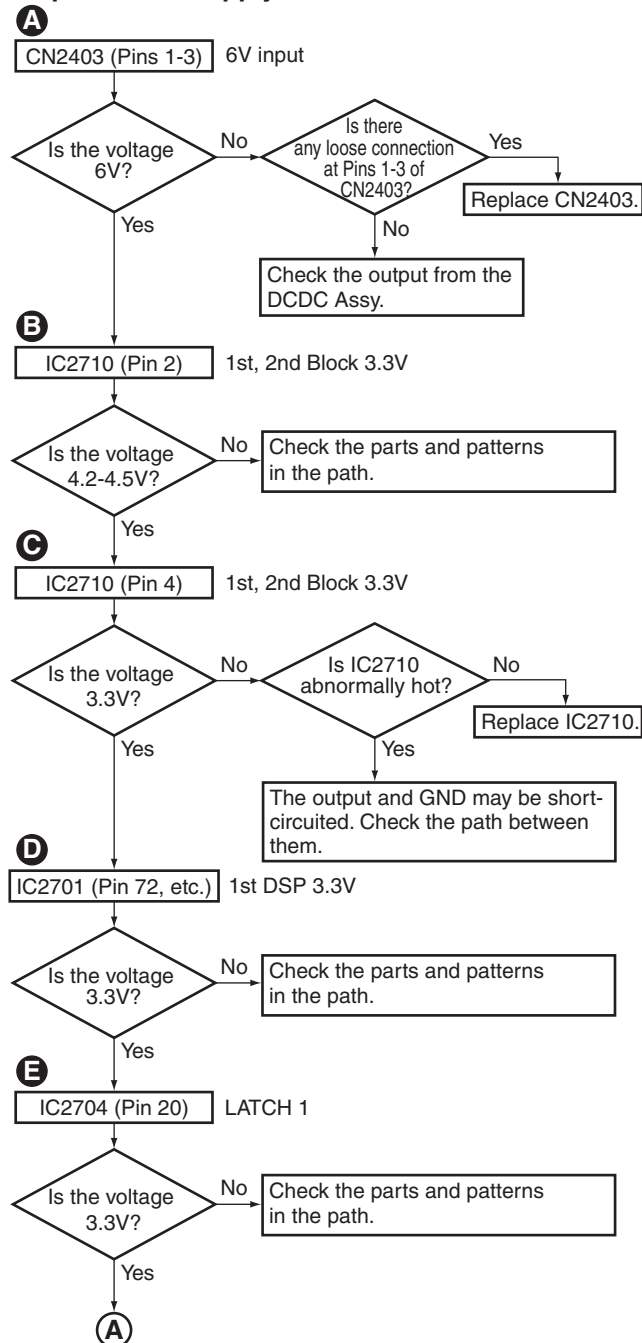 A
CN2403 (Pins 1-3) 6V input
Is the voltage
6V?
No
Is there
any loose connection
at Pins 1-3 of
CN2403?
Yes
Replace CN2403.
Yes
No
Check the output from the
DCDC Assy.
B
IC2710 (Pin 2) 1st, 2nd Block 3.3V
Is the voltage
4.2-4.5V?
No
Check the parts and patterns
in the path.
Yes
C
IC2710 (Pin 4) 1st, 2nd Block 3.3V
Is the voltage
3.3V?
No
Is IC2710
abnormally hot?
No
Replace IC2710.
Yes
Yes
The output and GND may be short-
circuited. Check the path between
them.
D
IC2701 (Pin 72, etc.) 1st DSP 3.3V
Is the voltage
3.3V?
No
Check the parts and patterns
in the path.
Yes
E
IC2704 (Pin 20) LATCH 1
Is the voltage
3.3V?
No
Check the parts and patterns
in the path.
Yes
A